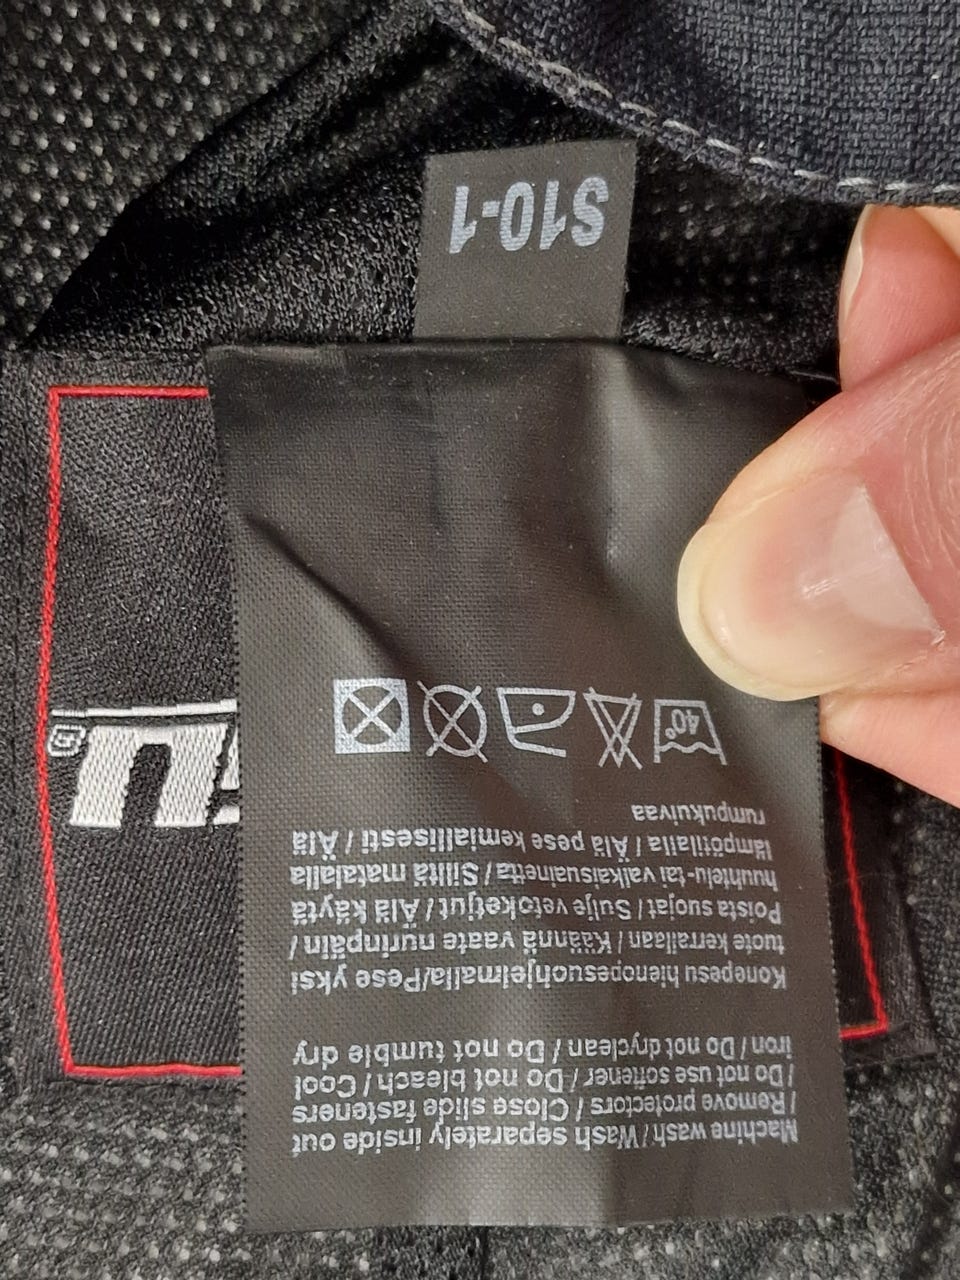 Machine wash / Wash separately inside out
/ Remove protectors / Close slide fasteners
/ Do not use softener / Do not bleach / Cool
iron / Do not dryclean / Do not tumble dry
Konepesu hienopesuohjelmalla/Pese yksi
tuote kerrallaan / Käännä vaate nurinpäin /
Poista suojat / Sulje vetoketjut / Älä käytä
huuhtelu-tai valkaisuainetta / Silitä matalalla
lämpötilalla / Älä pese kemiallisesti / Älä
rumpukuivaa
40°
S10-1